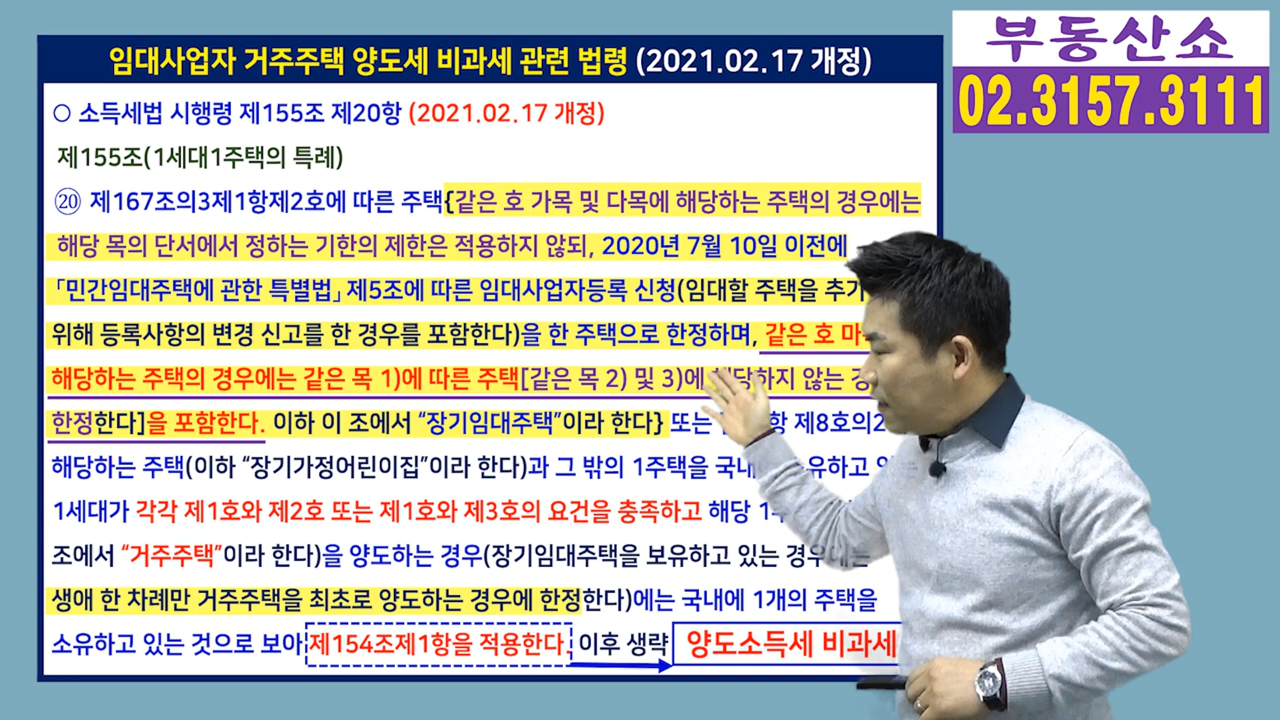 부동산쇼
02.3157.3111
임대사업자 거주주택 양도세 비과세 관련 법령 (2021.02.17 개정)
○ 소득세법 시행령 제155조 제20항 (2021.02.17 개정)
제155조(1세대1주택의 특례)
⑳ 제167조의3제1항제2호에 따른 주택{같은 호 가목 및 다목에 해당하는 주택의 경우에는
해당 목의 단서에서 정하는 기한의 제한은 적용하지 않되, 2020년 7월 10일 이전에
「민간임대주택에 관한 특별법」 제5조에 따른 임대사업자등록 신청(임대할 주택을 추가
위해 등록사항의 변경 신고를 한 경우를 포함한다)을 한 주택으로 한정하며, 같은 호 마
해당하는 주택의 경우에는 같은 목 1)에 따른 주택[같은 목 2) 및 3)에 해당하지 않는
한정한다]을 포함한다. 이하 이 조에서 “장기임대주택”이라 한다} 또는 제8호의2
해당하는 주택(이하 “장기가정어린이집”이라 한다)과 그 밖의 1주택을 국내
1세대가 각각 제1호와 제2호 또는 제1호와 제3호의 요건을 충족하고 해당
조에서 “거주주택”이라 한다)을 양도하는 경우(장기임대주택을 보유하고 있는
생애 한 차례만 거주주택을 최초로 양도하는 경우에 한정한다)에는 국내에 1개의 주택을
소유하고 있는 것으로 보아 제154조제1항을 적용한다. 이후 생략 양도소득세 비과세